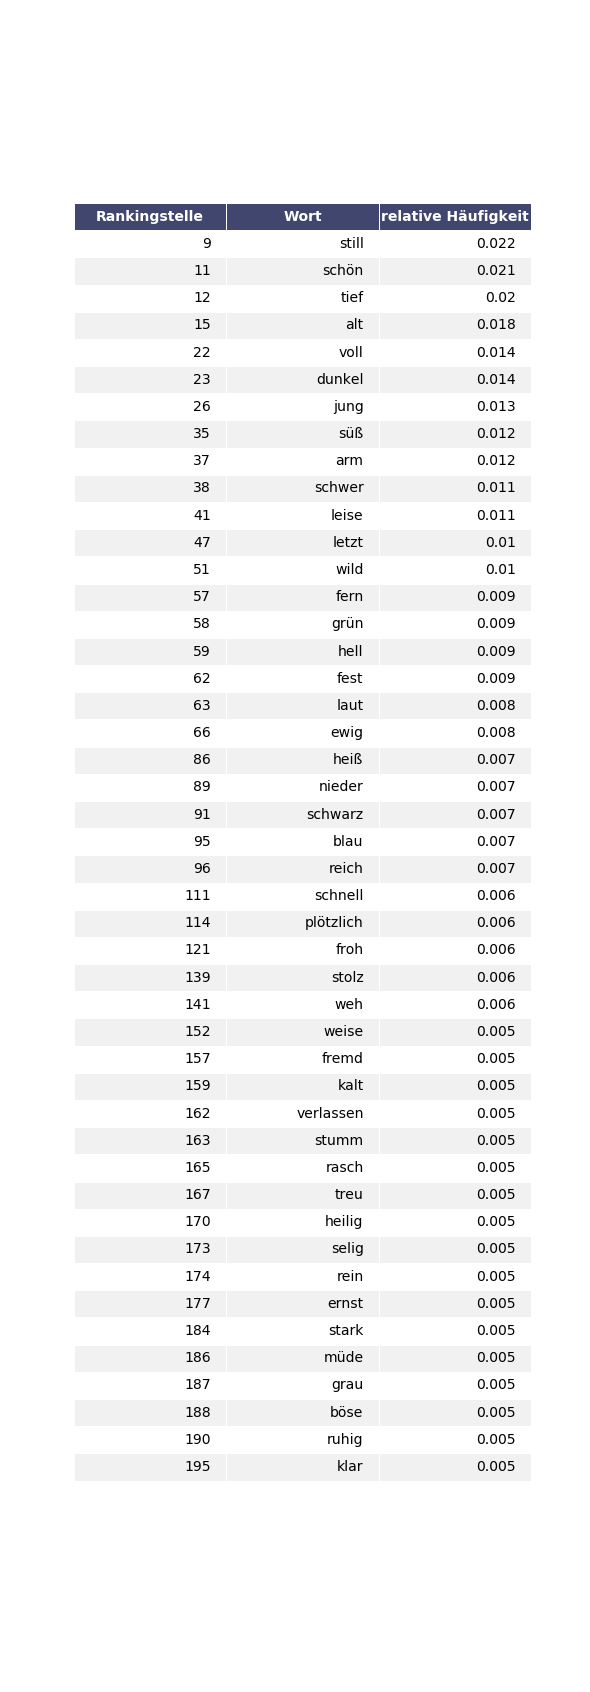 Rankingstelle Wort relative Häufigkeit
9 still 0.022
11 schön 0.021
12 tief 0.02
15 alt 0.018
22 voll 0.014
23 dunkel 0.014
26 jung 0.013
35 süß 0.012
37 arm 0.012
38 schwer 0.011
41 leise 0.011
47 letzt 0.01
51 wild 0.01
57 fern 0.009
58 grün 0.009
59 hell 0.009
62 fest 0.009
63 laut 0.008
66 ewig 0.008
86 heiß 0.007
89 nieder 0.007
91 schwarz 0.007
95 blau 0.007
96 reich 0.007
111 schnell 0.006
114 plötzlich 0.006
121 froh 0.006
139 stolz 0.006
141 weh 0.006
152 weise 0.005
157 fremd 0.005
159 kalt 0.005
162 verlassen 0.005
163 stumm 0.005
165 rasch 0.005
167 treu 0.005
170 heilig 0.005
173 selig 0.005
174 rein 0.005
177 ernst 0.005
184 stark 0.005
186 müde 0.005
187 grau 0.005
188 böse 0.005
190 ruhig 0.005
195 klar 0.005